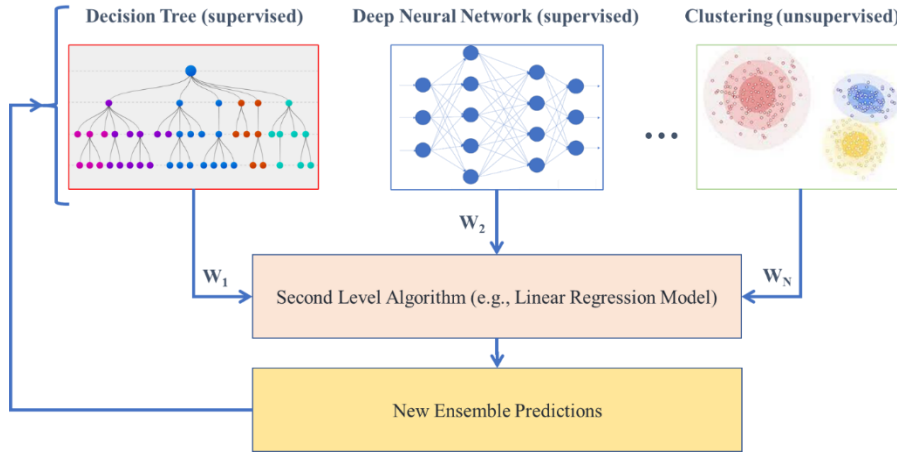 Decision Tree (supervised)
Deep Neural Network (supervised)
Clustering (unsupervised)
...
W1
W2
WN
Second Level Algorithm (e.g., Linear Regression Model)
New Ensemble Predictions